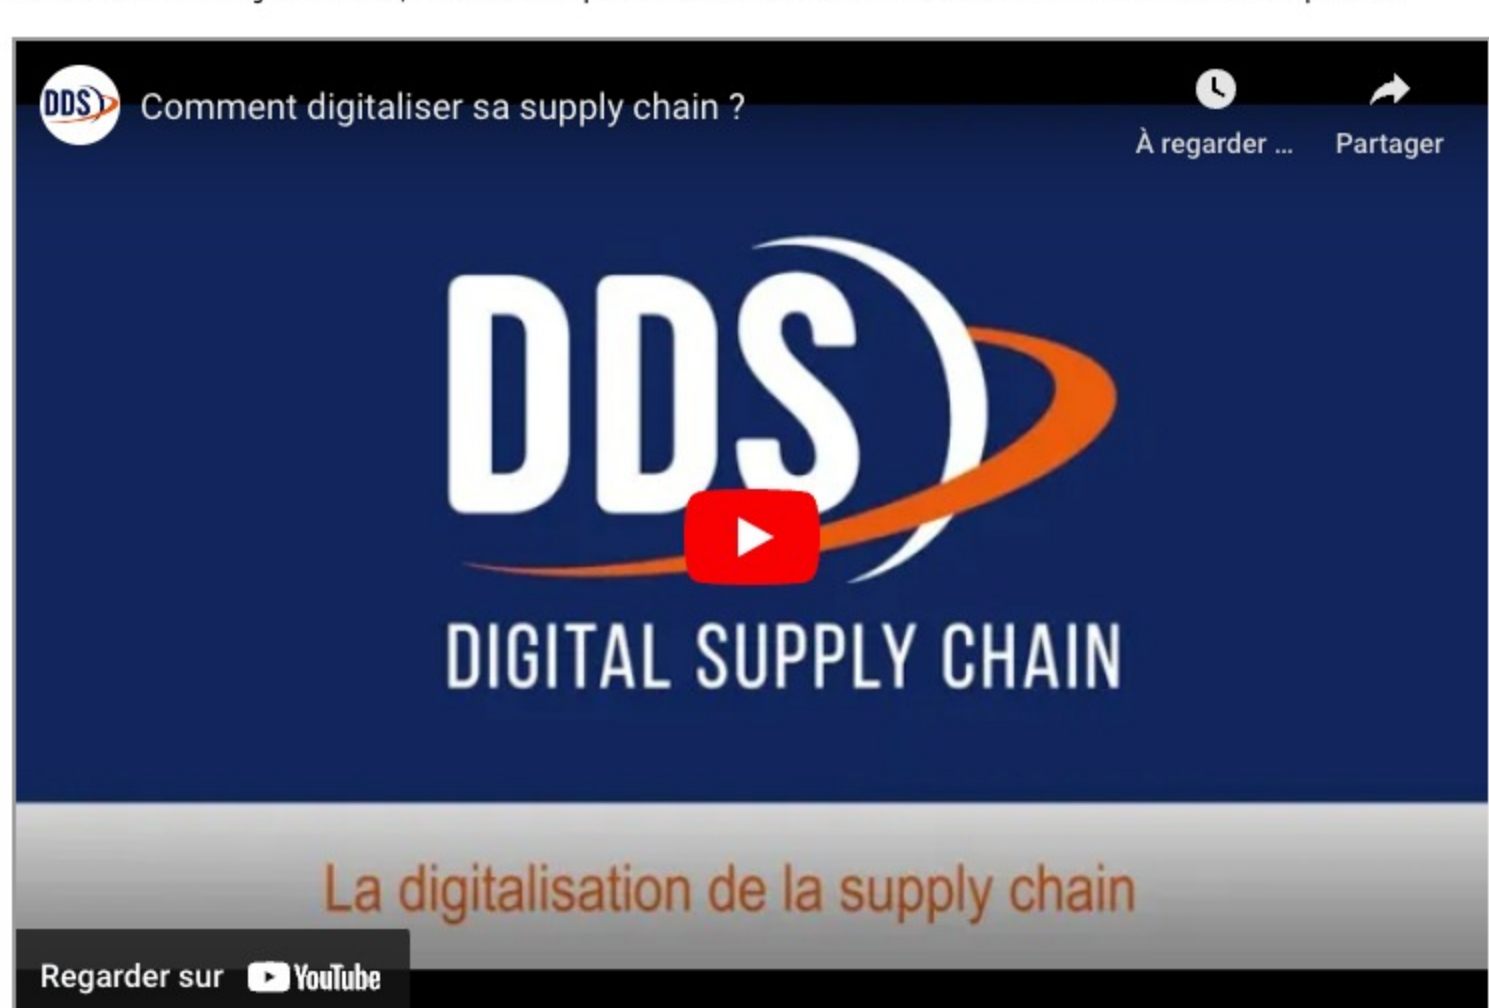 DDS
Comment digitaliser sa supply chain ?
À regarder ...
Partager
DDS
DIGITAL SUPPLY CHAIN
La digitalisation de la supply chain
Regarder sur YouTube